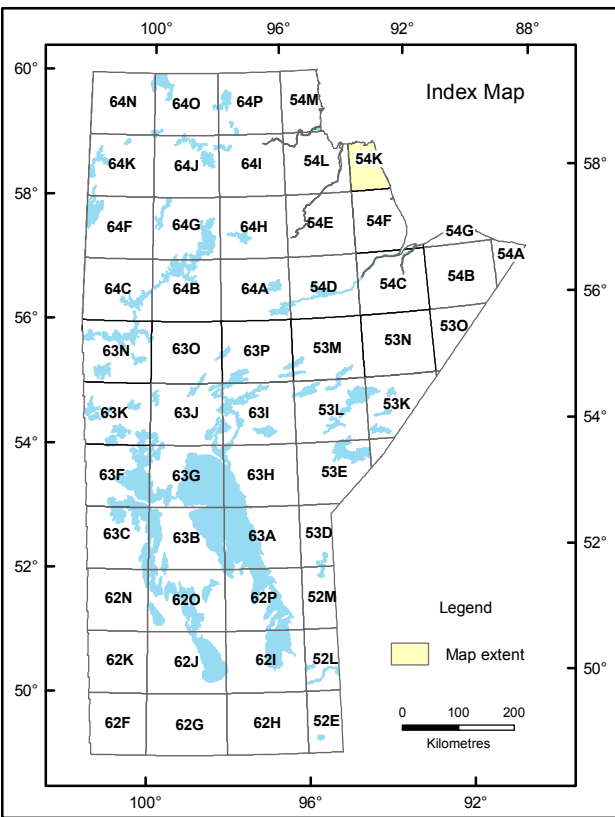 100° 96° 92° 88°
60°
Index Map
64N 64O 64P 54M
64K 64J 64I 54L 54K
58° 58°
64F 64G 64H 54E 54F 54G
54A
64C 64B 64A 54D 54C 54B
56° 56°
63N 63O 63P 53M 53N 53O
63K 63J 63I 53L 53K
54° 54°
63F 63G 63H 53E
63C 63B 63A 53D
52° 52°
62N 62O 62P 52M
Legend
62K 62J 62I 52L
Map extent
50° 50°
62F 62G 62H 52E
0 100 200
Kilometres
100° 96° 92°